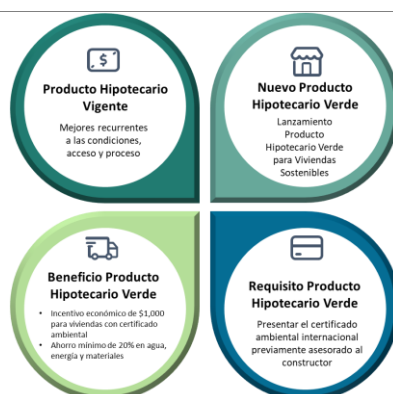 Producto Hipotecario
Vigente
Mejores recurrentes
a las condiciones,
acceso y proceso
Nuevo Producto
Hipotecario Verde
Lanzamiento
Producto
Hipotecario Verde
para Viviendas
Sostenibles
Beneficio Producto
Hipotecario Verde
• Incentivo económico de $1,000
para viviendas con certificado
ambiental
• Ahorro mínimo de 20% en agua,
energía y materiales
Requisito Producto
Hipotecario Verde
Presentar el certificado
ambiental internacional
previamente asesorado al
constructor